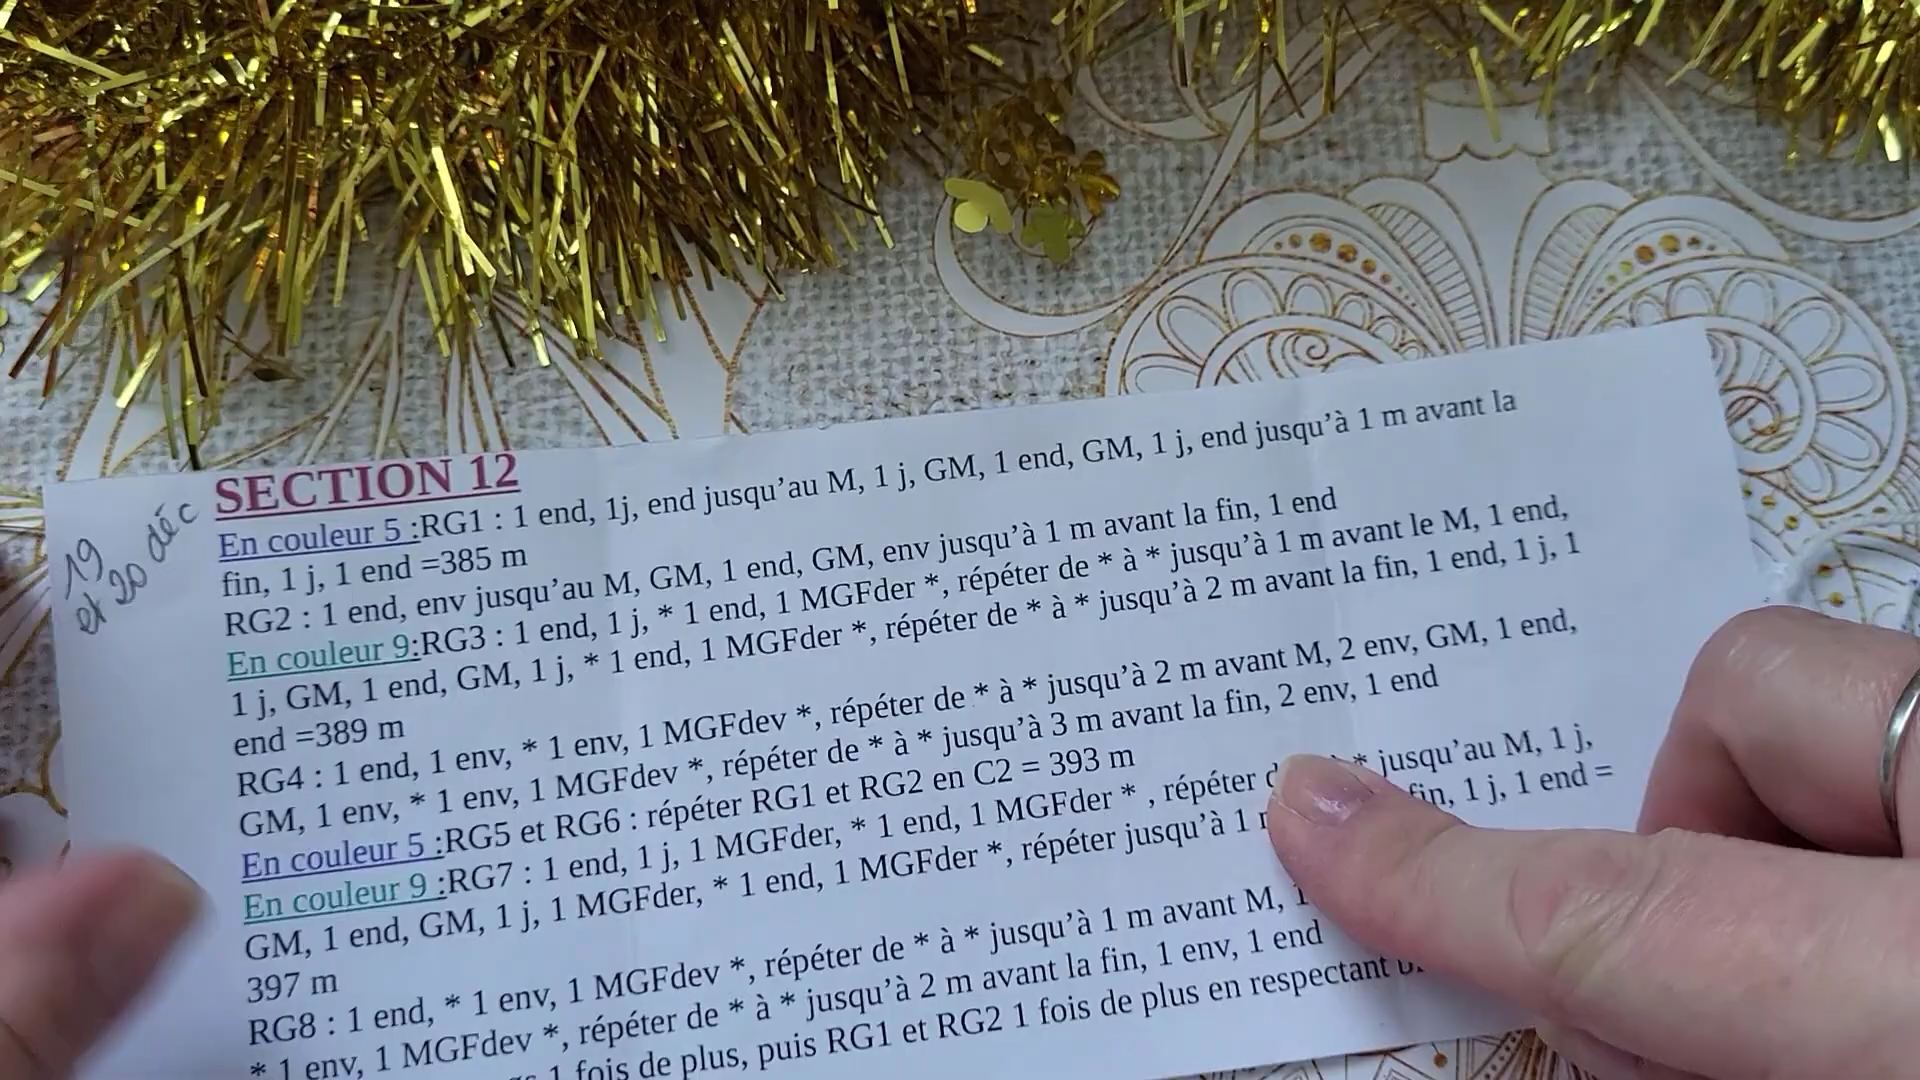 19
et 20 déc
SECTION 12
En couleur 5 :RG1 : 1 end, 1j, end jusqu’au M, 1 j, GM, 1 end, GM, 1 j, end jusqu’à 1 m avant la
fin, 1 j, 1 end =385 m
RG2 : 1 end, env jusqu’au M, GM, 1 end, GM, env jusqu’à 1 m avant la fin, 1 end
En couleur 9:RG3 : 1 end, 1 j, * 1 end, 1 MGFder *, répéter de * à * jusqu’à 1 m avant le M, 1 end,
1 j, GM, 1 end, GM, 1 j, * 1 end, 1 MGFder *, répéter de * à * jusqu’à 2 m avant la fin, 1 end, 1 j, 1
end =389 m
RG4 : 1 end, 1 env, * 1 env, 1 MGFdev *, répéter de * à * jusqu’à 2 m avant M, 2 env, GM, 1 end,
GM, 1 env, * 1 env, 1 MGFdev *, répéter de * à * jusqu’à 3 m avant la fin, 2 env, 1 end
En couleur 5 :RG5 et RG6 : répéter RG1 et RG2 en C2 = 393 m
En couleur 9 :RG7 : 1 end, 1 j, 1 MGFder, * 1 end, 1 MGFder * , répéter * jusqu’au M, 1 j,
GM, 1 end, GM, 1 j, 1 MGFder, * 1 end, 1 MGFder *, répéter jusqu’à 1 fin, 1 j, 1 end =
397 m
RG8 : 1 end, * 1 env, 1 MGFdev *, répéter de * à * jusqu’à 1 m avant M,
* 1 env, 1 MGFdev *, répéter de * à * jusqu’à 2 m avant la fin, 1 env, 1 end
1 fois de plus, puis RG1 et RG2 1 fois de plus en respectant